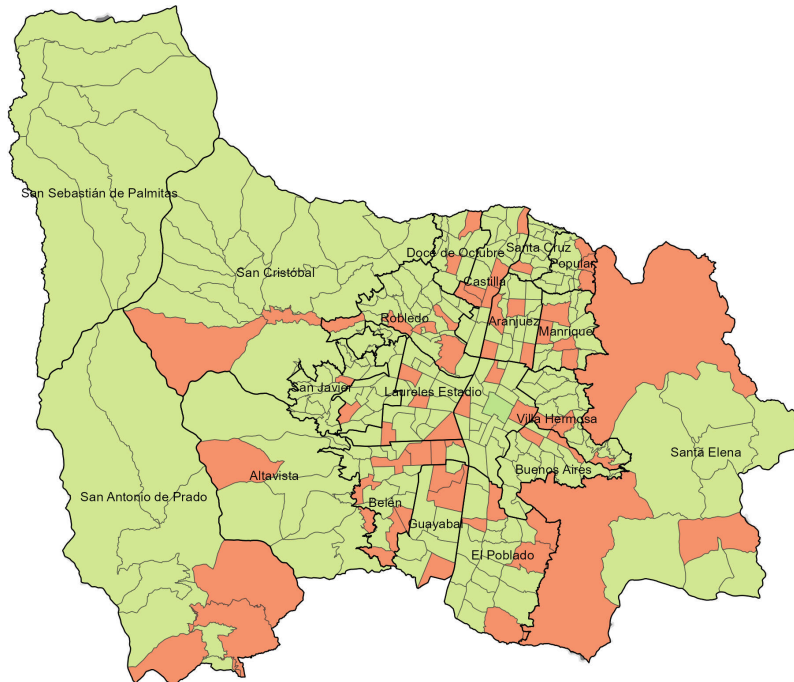 San Sebastián de Palmitas
San Cristóbal
Doce de Octubre
Santa Cruz
Popular
Castilla
Robledo
Aranjuez
Manrique
San Javier
Laureles Estadio
Villa Hermosa
Santa Elena
Buenos Aires
Altavista
San Antonio de Prado
Belén
Guayabal
El Poblado